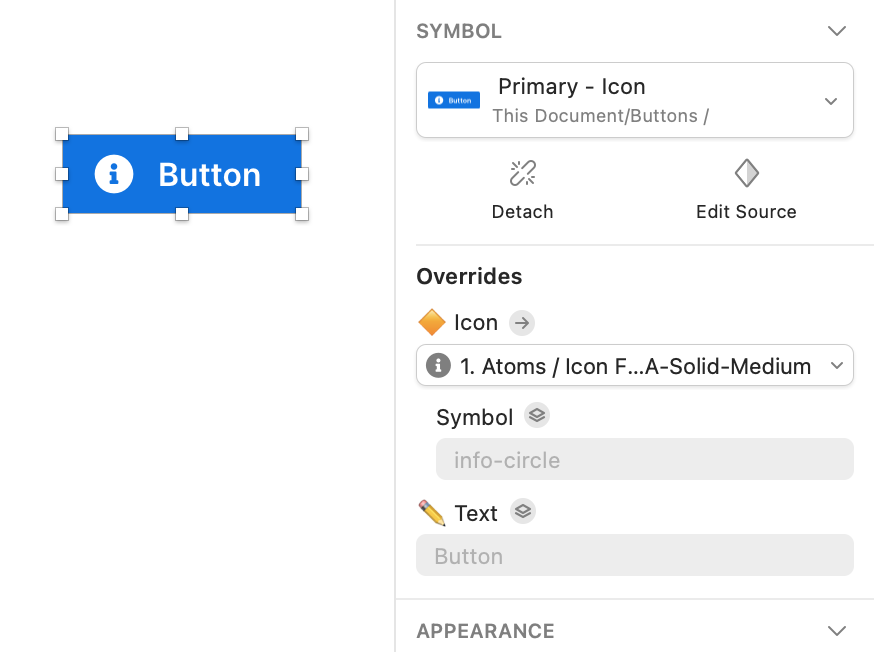 Button
SYMBOL
Button
Primary - Icon
This Document/Buttons /
Detach
Edit Source
Overrides
Icon
1. Atoms / Icon F...A-Solid-Medium
Symbol
info-circle
Text
Button
APPEARANCE